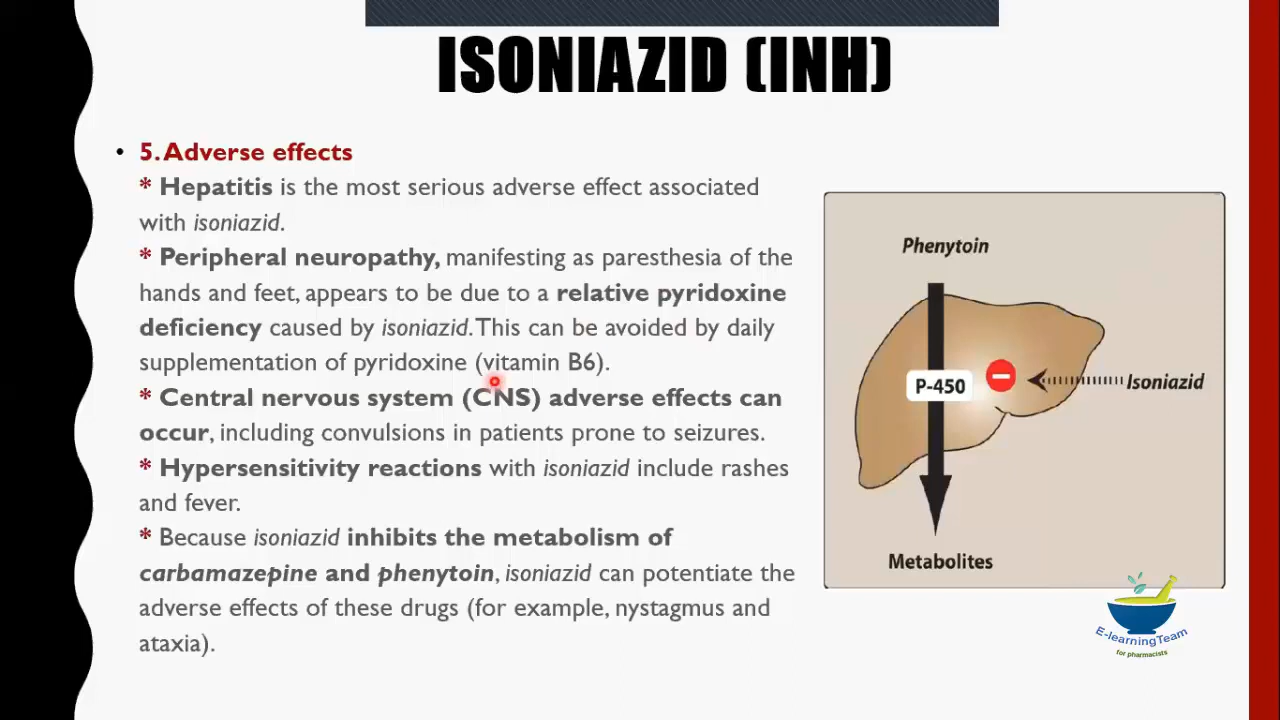 ISONIAZID (INH)
• 5. Adverse effects
* Hepatitis is the most serious adverse effect associated
with isoniazid.
* Peripheral neuropathy, manifesting as paresthesia of the
hands and feet, appears to be due to a relative pyridoxine
deficiency caused by isoniazid. This can be avoided by daily
supplementation of pyridoxine (vitamin B6).
* Central nervous system (CNS) adverse effects can
occur, including convulsions in patients prone to seizures.
* Hypersensitivity reactions with isoniazid include rashes
and fever.
* Because isoniazid inhibits the metabolism of
carbamazepine and phenytoin, isoniazid can potentiate the
adverse effects of these drugs (for example, nystagmus and
ataxia).
Phenytoin
P-450
Isoniazid
Metabolites
E-learningTeam
for pharmacists